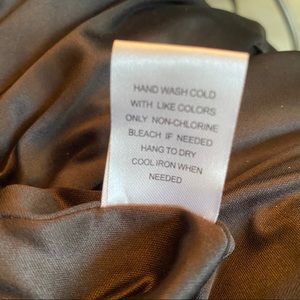 HAND WASH COLD
WITH LIKE COLORS
ONLY NON-CHLORINE
BLEACH IF NEEDED
HANG TO DRY
COOL IRON WHEN
NEEDED